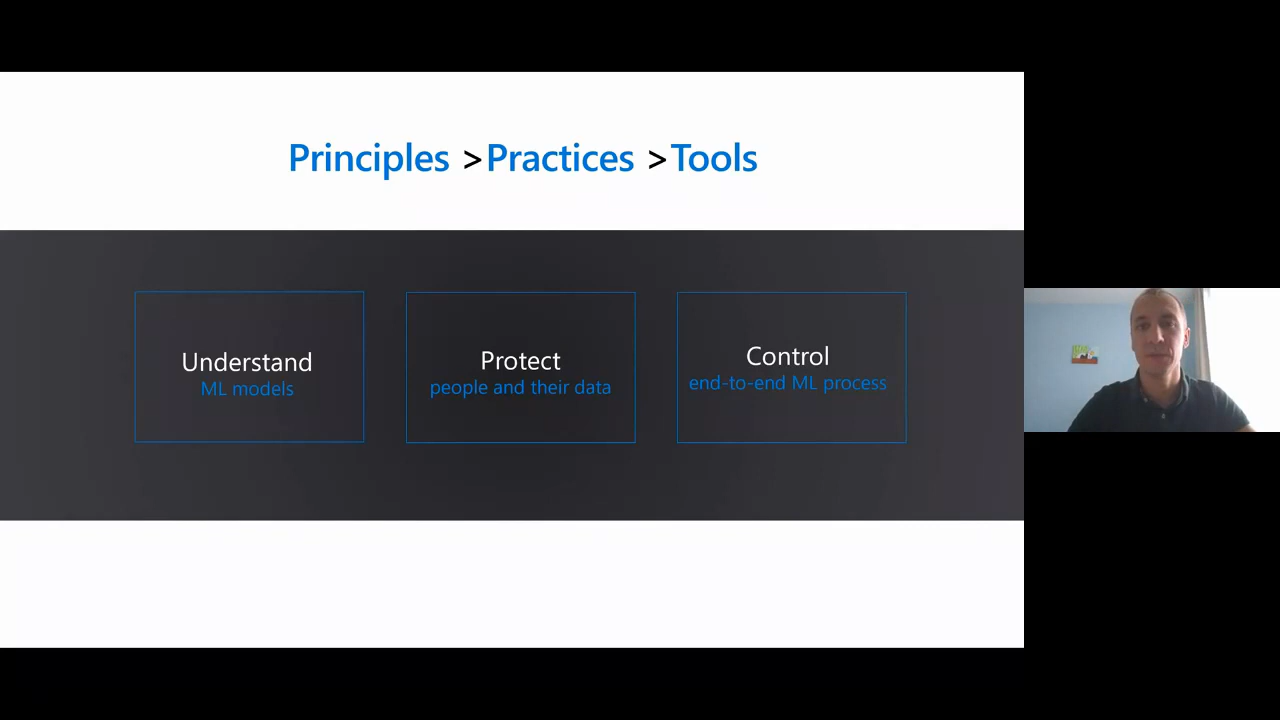 Principles >Practices >Tools
Understand
ML models
Protect
people and their data
Control
end-to-end ML process